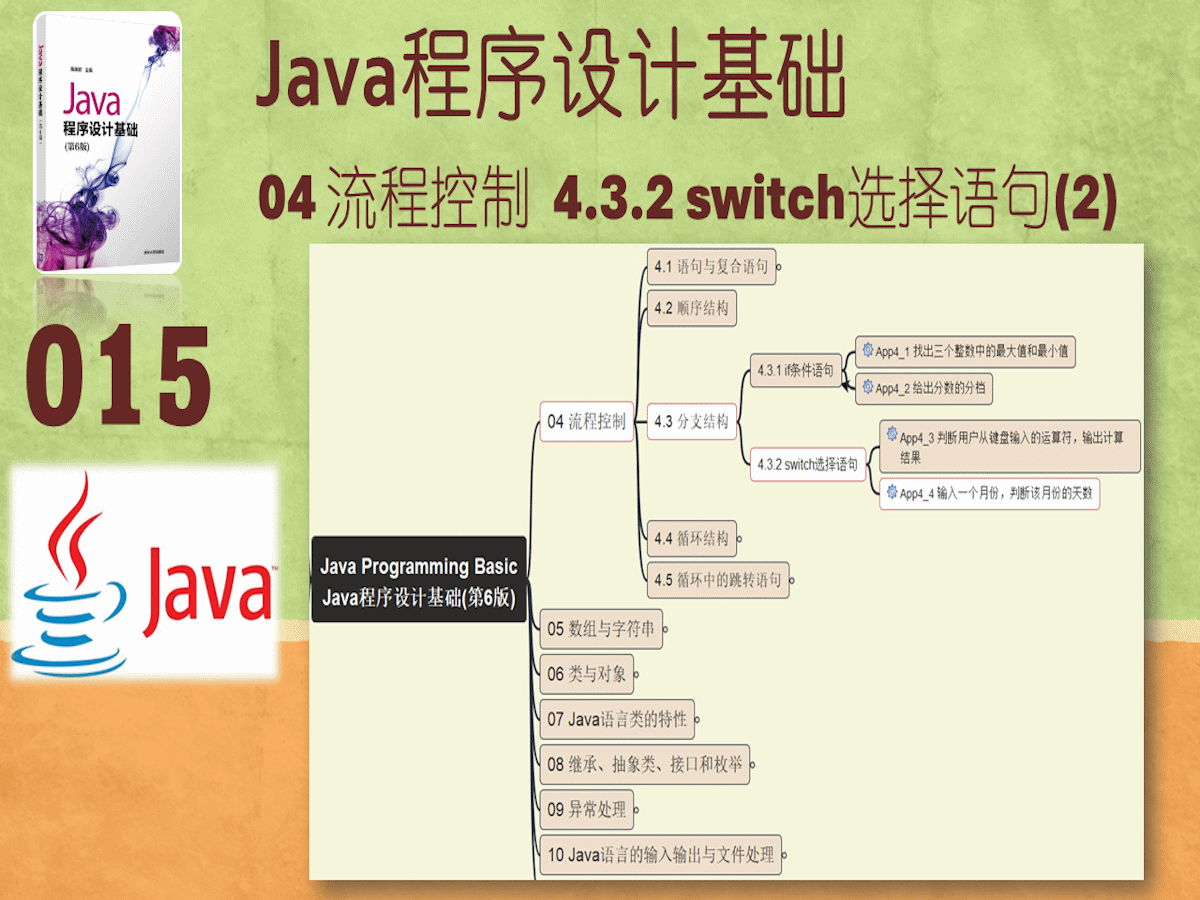 Java程序设计基础
04 流程控制 4.3.2 switch选择语句(2)
Java
程序设计基础
(第6版)
015
Java
Java Programming Basic
Java程序设计基础(第6版)
04 流程控制
4.1 语句与复合语句
4.2 顺序结构
4.3 分支结构
4.3.1 if条件语句
App4_1 找出三个整数中的最大值和最小值
App4_2 给出分数的分档
4.3.2 switch选择语句
App4_3 判断用户从键盘输入的运算符，输出计算
结果
App4_4 输入一个月份，判断该月份的天数
4.4 循环结构
4.5 循环中的跳转语句
05 数组与字符串
06 类与对象
07 Java语言类的特性
08 继承、抽象类、接口和枚举
09 异常处理
10 Java语言的输入输出与文件处理